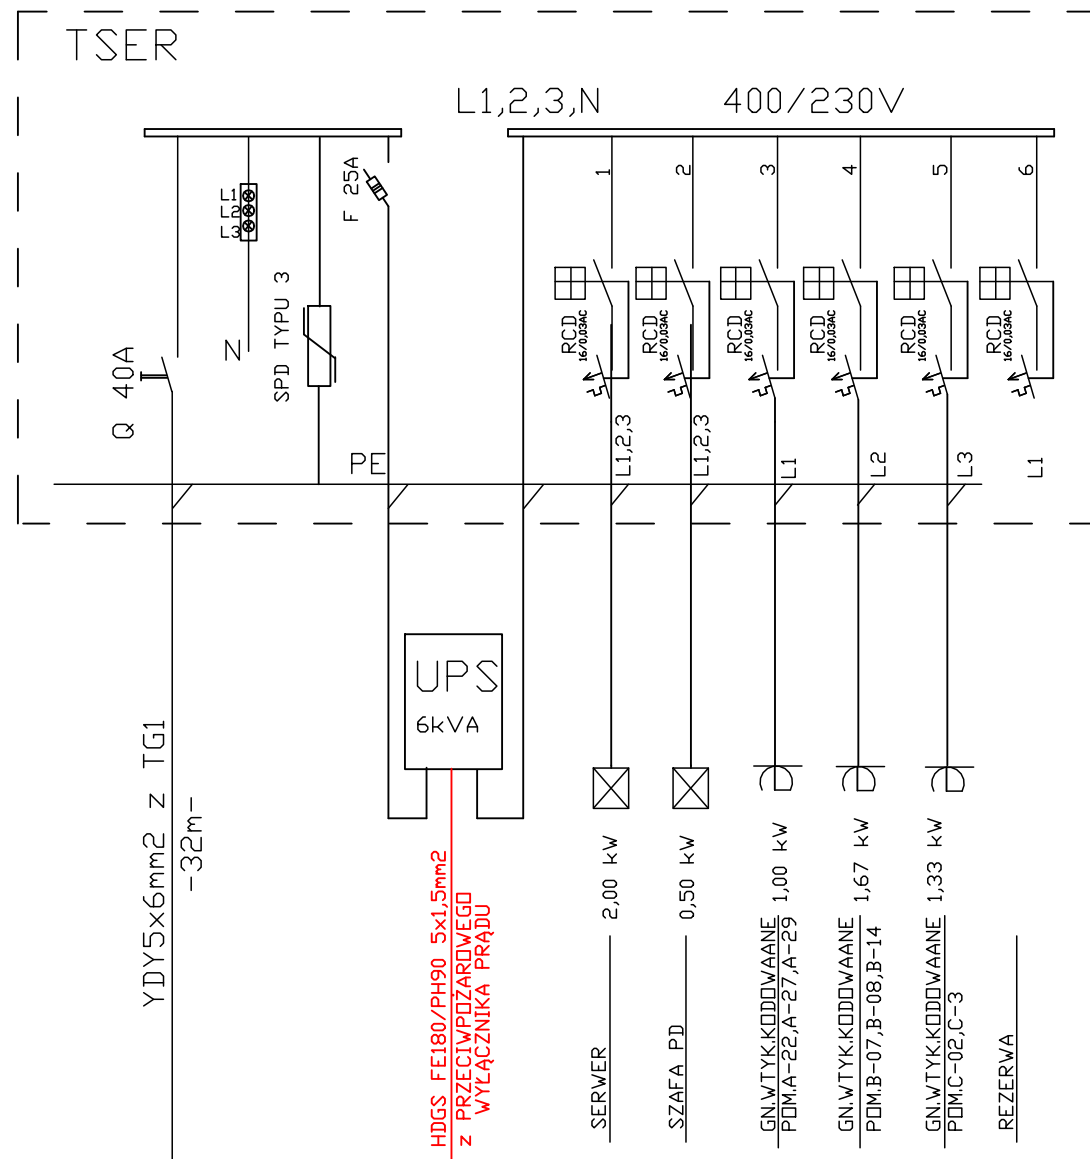 TSER
L1,2,3,N
400/230V
L1
L2
L3
N
Q 40A
SPD TYPU 3
F 25A
PE
1
2
3
4
5
6
RCD
16/0,03AC
RCD
16/0,03AC
RCD
16/0,03AC
RCD
16/0,03AC
RCD
16/0,03AC
RCD
16/0,03AC
L1,2,3
L1,2,3
L1
L2
L3
L1
UPS
6kVA
YDY5x6mm2 z TG1
-32m-
HDGS FE180/PH90 5x1,5mm2
z PRZECIWPOŻAROWEGO
WYŁĄCZNIKA PRĄDU
SERWER 2,00 kW
SZAFA PD 0,50 kW
GN.WTYK.KODOWAANE 1,00 kW
POM.A-22,A-27,A-29
GN.WTYK.KODOWAANE 1,67 kW
POM.B-07,B-08,B-14
GN.WTYK.KODOWAANE 1,33 kW
POM.C-02,C-3
REZERWA